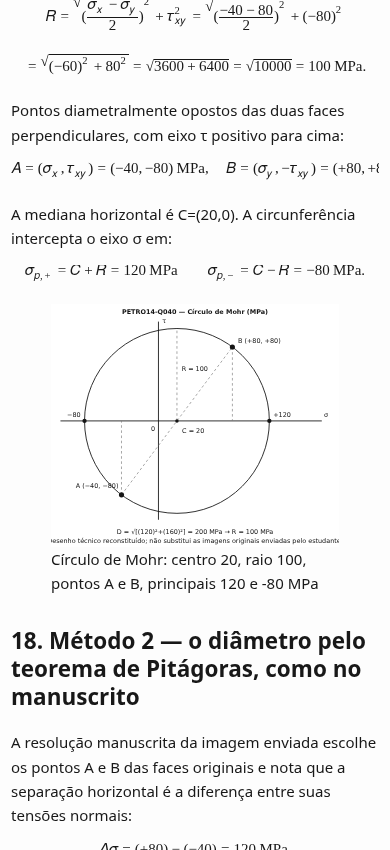 R = √(σx − σy / 2)² + τ²xy = √(−40 − 80 / 2)² + (−80)²
= √(−60)² + 80² = √3600 + 6400 = √10000 = 100 MPa.
Pontos diametralmente opostos das duas faces
perpendiculares, com eixo τ positivo para cima:
A = (σx, τxy) = (−40, −80) MPa, B = (σy, −τxy) = (+80, +8
A mediana horizontal é C=(20,0). A circunferência
intercepta o eixo σ em:
σp,+ = C + R = 120 MPa σp,− = C − R = −80 MPa.
PETRO14-Q040 — Círculo de Mohr (MPa)
τ
B (+80, +80)
R = 100
−80
+120
σ
0
C = 20
A (−40, −80)
D = √[(120)²+(160)²] = 200 MPa → R = 100 MPa
esenho técnico reconstituído; não substitui as imagens originais enviadas pelo estudante
Círculo de Mohr: centro 20, raio 100,
pontos A e B, principais 120 e -80 MPa
18. Método 2 — o diâmetro pelo
teorema de Pitágoras, como no
manuscrito
A resolução manuscrita da imagem enviada escolhe
os pontos A e B das faces originais e nota que a
separação horizontal é a diferença entre suas
tensões normais:
Δσ = (+80) − (−40) = 120 MPa